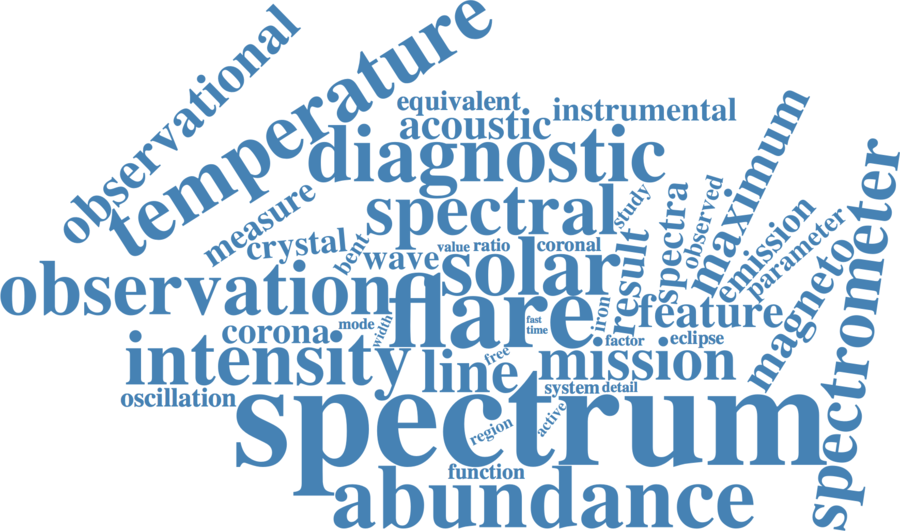 observational
temperature
equivalent
instrumental
acoustic
diagnostic
maximum
measure
spectral
study
spectra
observed
spectrometer
crystal
bent
wave
value
ratio
coronal
result
emission
parameter
observation
solar
magneto
flare
iron
feature
corona
mode
width
fast
time
factor
eclipse
intensity
line
free
mission
oscillation
system
detail
spectrum
region
active
function
abundance